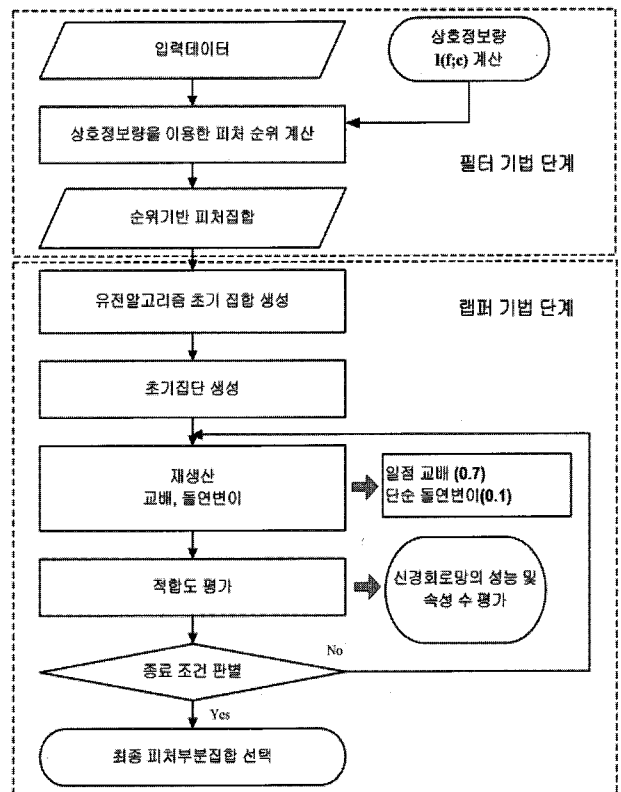 입력데이터
상호정보량
I(f;c) 계산
상호정보량을 이용한 피처 순위 계산
필터 기법 단계
순위기반 피처집합
유전알고리즘 초기 집합 생성
랩퍼 기법 단계
초기집단 생성
재생산
교배, 돌연변이
일점 교배 (0.7)
단순 돌연변이(0.1)
적합도 평가
신경회로망의 성능 및
속성 수 평가
종료 조건 판별
No
Yes
최종 피처부분집합 선택